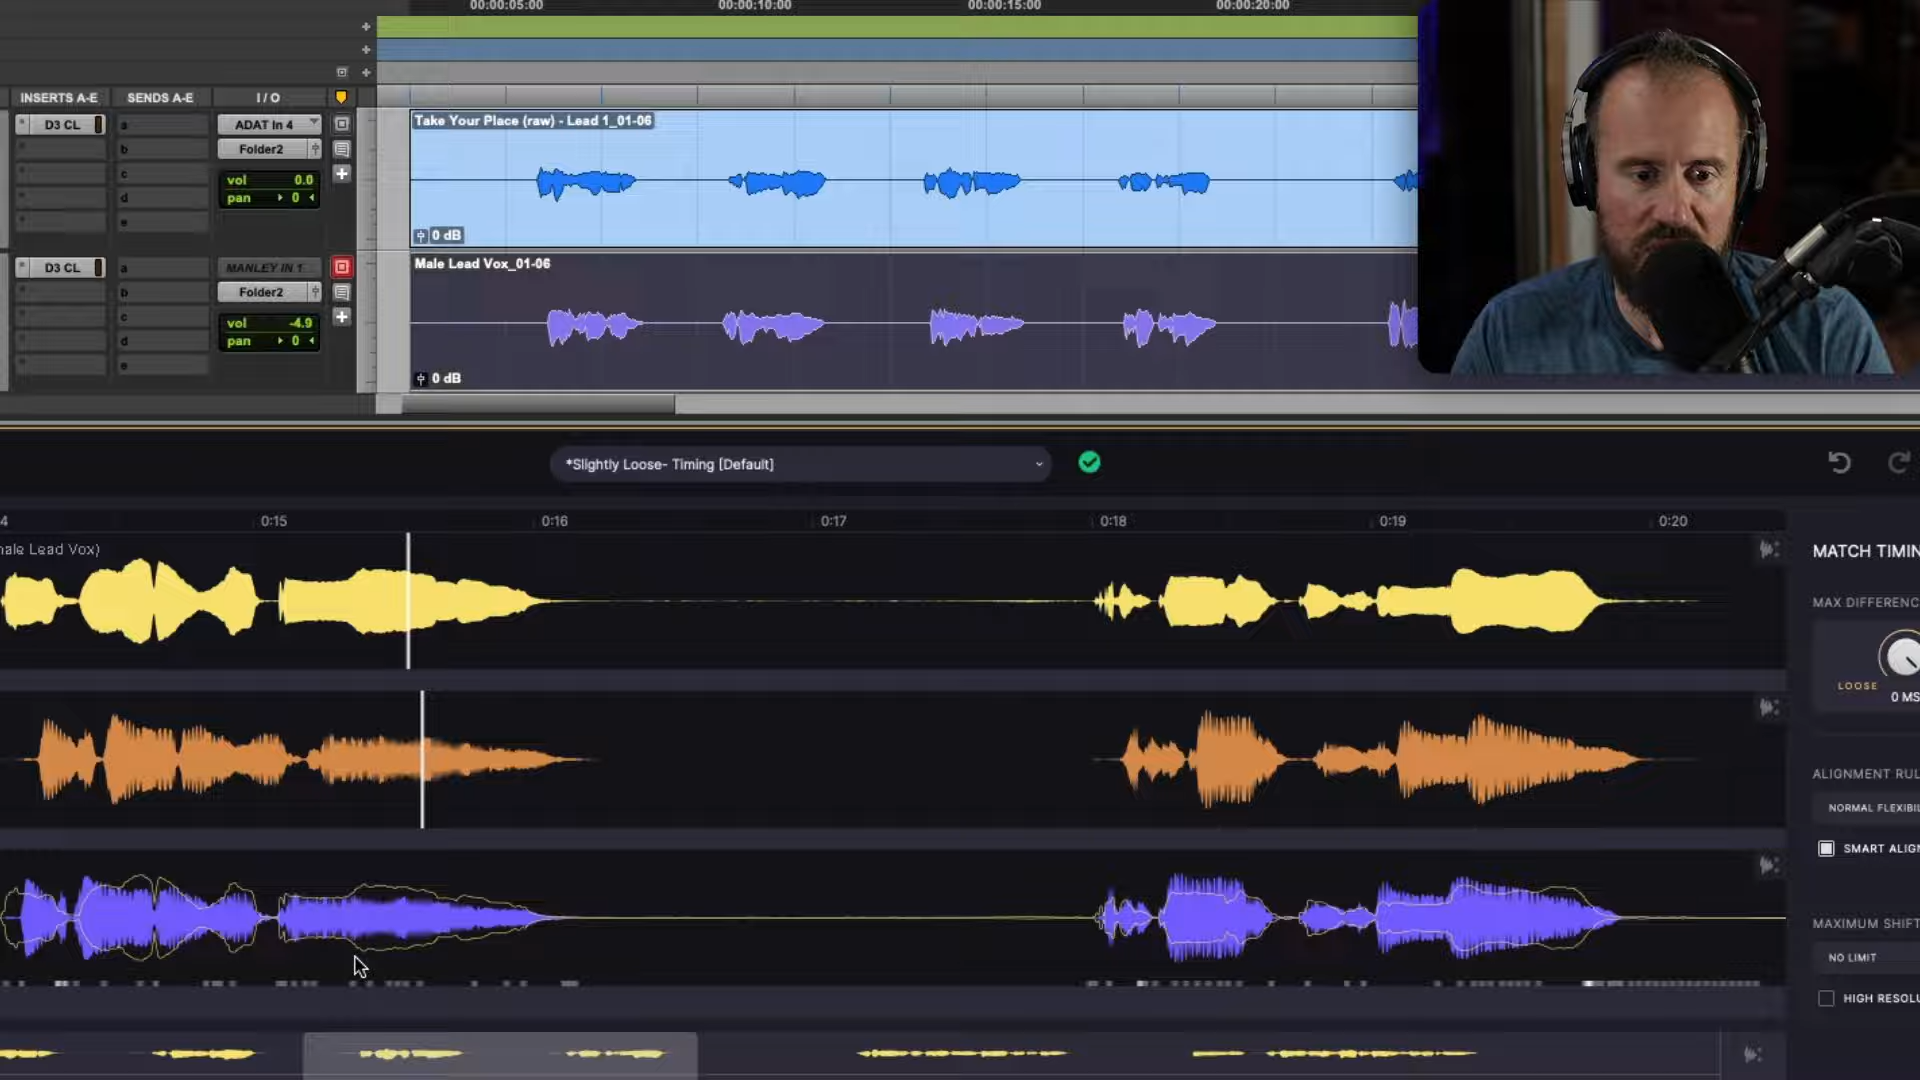 00:00:05:00 00:00:10:00 00:00:15:00 00:00:20:00
INSERTS A-E SENDS A-E I / O
D3 CL a ADAT In 4
b Folder2
c
d
e
vol 0.0
pan 0
Take Your Place (raw) - Lead 1_01-06
0 dB
D3 CL a MANLEY IN 1
b Folder2
c
d
e
vol -4.9
pan 0
Male Lead Vox_01-06
0 dB
*Slightly Loose- Timing [Default]
4 0:15 0:16 0:17 0:18 0:19 0:20
nale Lead Vox)
MATCH TIMIN
MAX DIFFERENC
LOOSE
0 MS
ALIGNMENT RUL
NORMAL FLEXIBIL
SMART ALIGN
MAXIMUM SHIFT
NO LIMIT
HIGH RESOLU